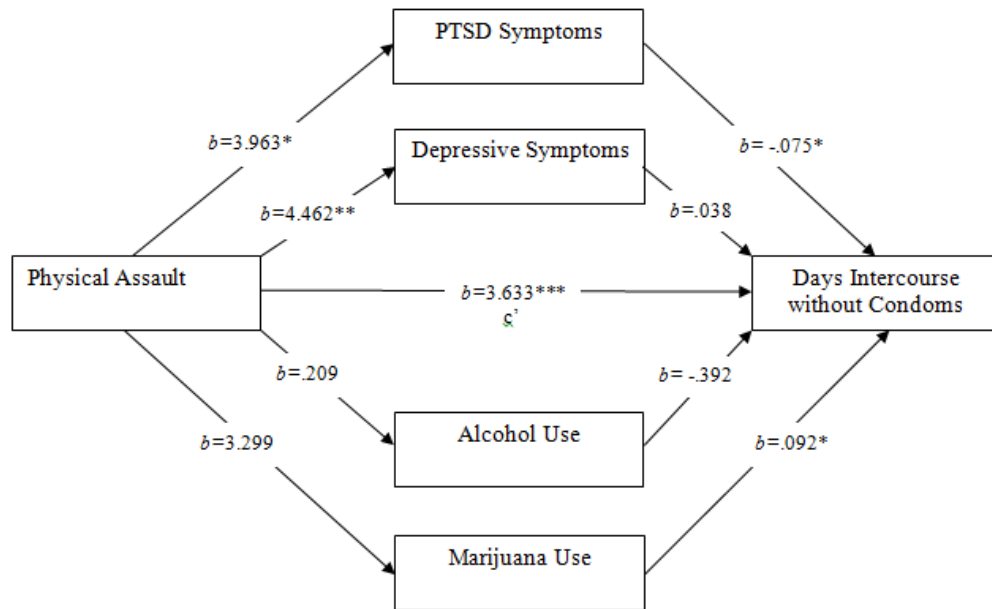 PTSD Symptoms
b=3.963*
b= -.075*
Depressive Symptoms
b=4.462**
b=.038
Physical Assault
b=3.633***
c'
Days Intercourse
without Condoms
b=.209
b= -.392
Alcohol Use
b=3.299
b=.092*
Marijuana Use